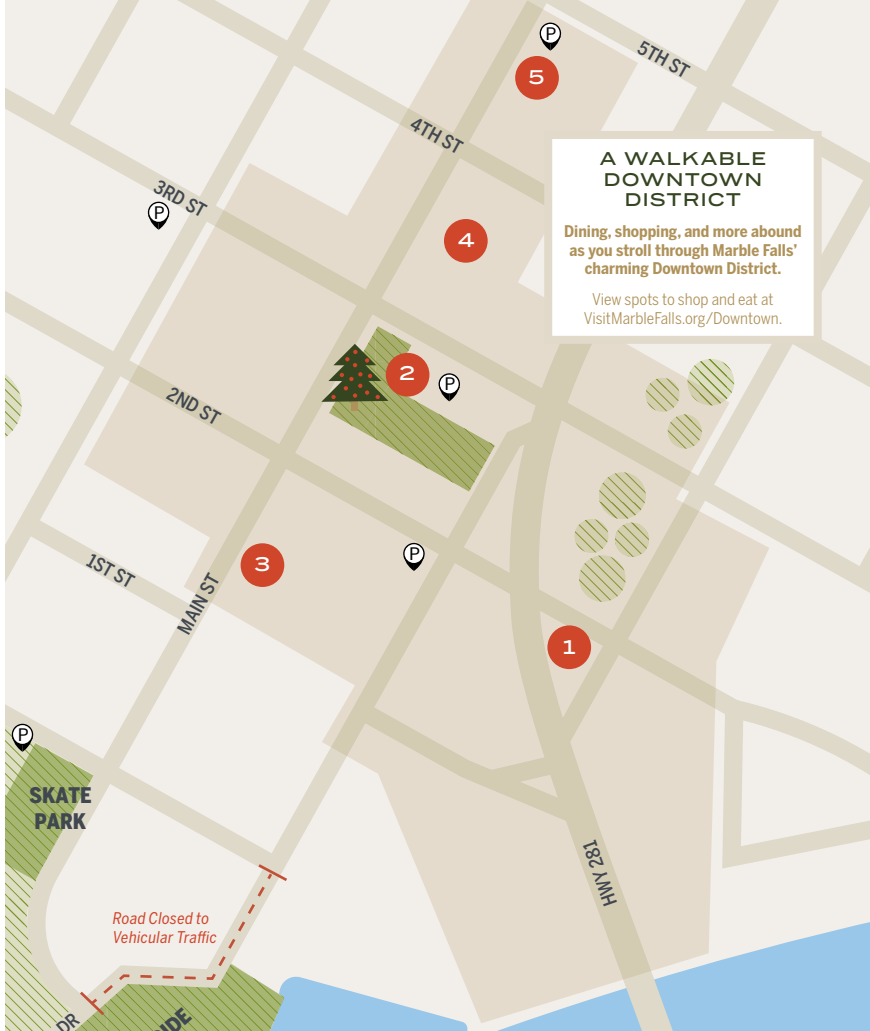 P
5TH ST
5
4TH ST
A WALKABLE
DOWNTOWN
DISTRICT
Dining, shopping, and more abound
as you stroll through Marble Falls’
charming Downtown District.
View spots to shop and eat at
VisitMarbleFalls.org/Downtown.
3RD ST
P
4
2
P
2ND ST
P
3
1ST ST
MAIN ST
1
P
SKATE
PARK
HWY 281
Road Closed to
Vehicular Traffic
DR
IDE